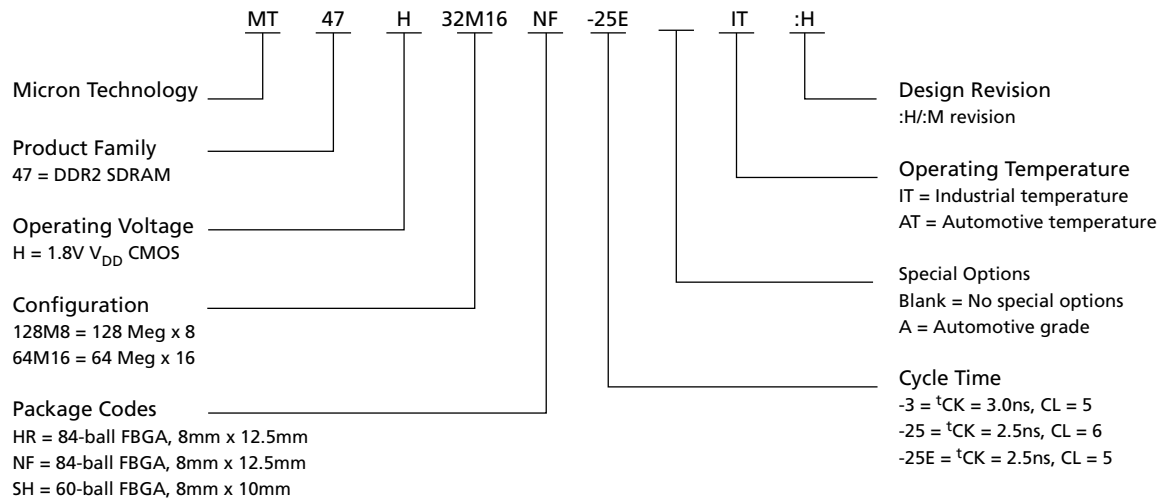 MT 47 H 32M16 NF -25E IT :H
Micron Technology
Product Family
47 = DDR2 SDRAM
Operating Voltage
H = 1.8V VDD CMOS
Configuration
128M8 = 128 Meg x 8
64M16 = 64 Meg x 16
Package Codes
HR = 84-ball FBGA, 8mm x 12.5mm
NF = 84-ball FBGA, 8mm x 12.5mm
SH = 60-ball FBGA, 8mm x 10mm
Design Revision
:H/:M revision
Operating Temperature
IT = Industrial temperature
AT = Automotive temperature
Special Options
Blank = No special options
A = Automotive grade
Cycle Time
-3 = tCK = 3.0ns, CL = 5
-25 = tCK = 2.5ns, CL = 6
-25E = tCK = 2.5ns, CL = 5